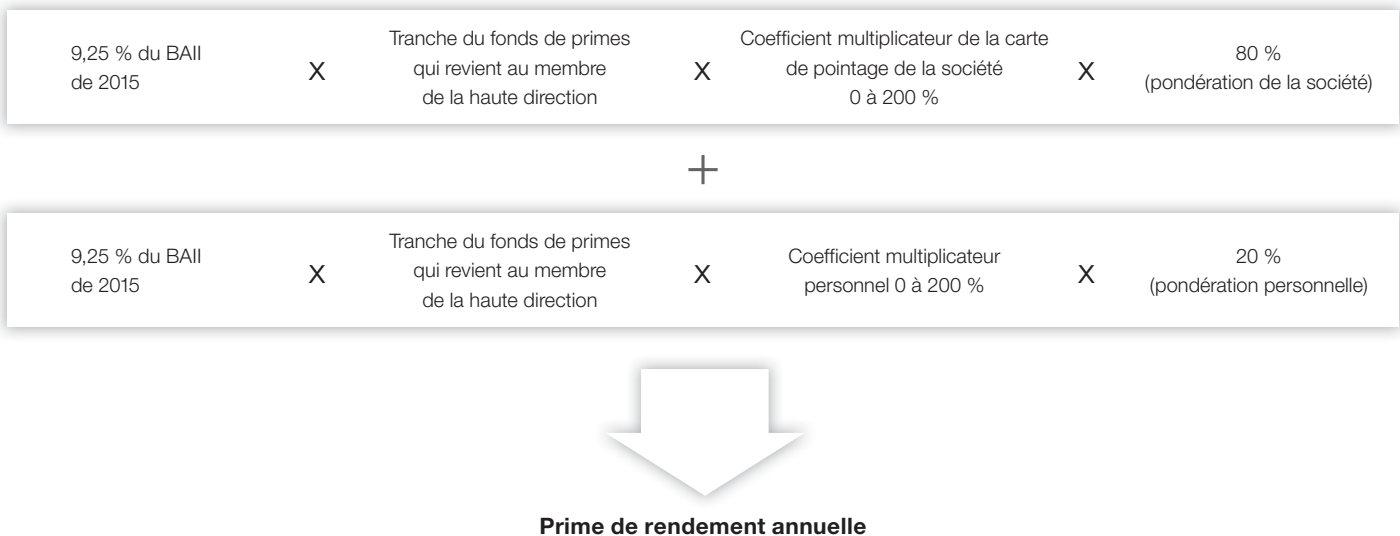 9,25 % du BAII
de 2015
X
Tranche du fonds de primes
qui revient au membre
de la haute direction
X
Coefficient multiplicateur de la carte
de pointage de la société
0 à 200 %
X
80 %
(pondération de la société)
+
9,25 % du BAII
de 2015
X
Tranche du fonds de primes
qui revient au membre
de la haute direction
X
Coefficient multiplicateur
personnel 0 à 200 %
X
20 %
(pondération personnelle)
Prime de rendement annuelle